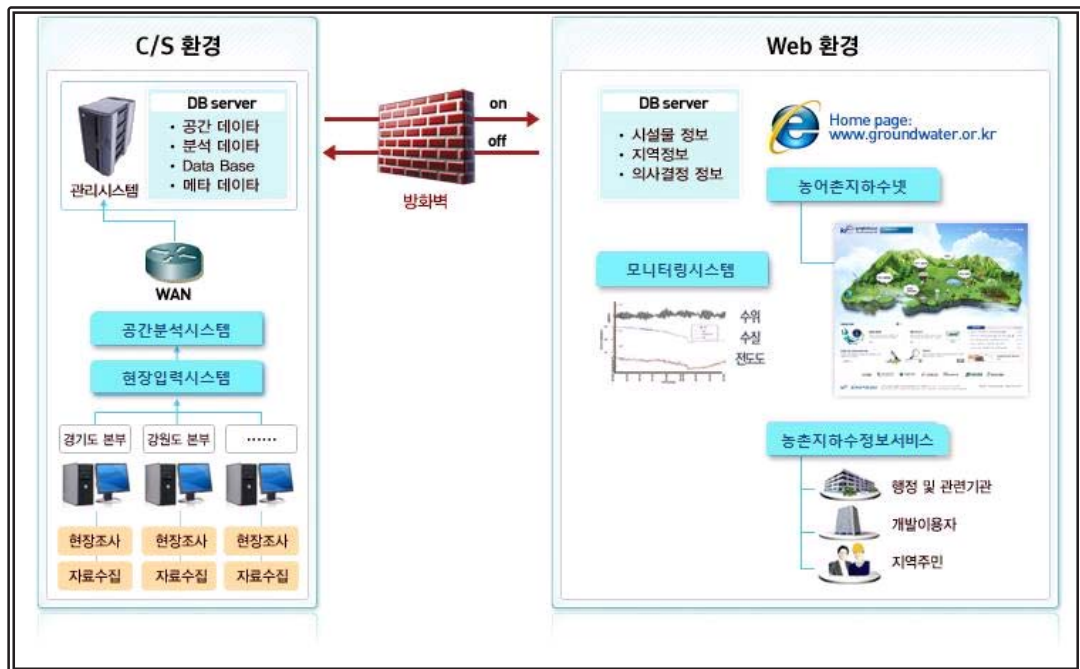 C/S 환경
DB server
• 공간 데이타
• 분석 데이타
• Data Base
• 메타 데이타
관리시스템
WAN
공간분석시스템
현장입력시스템
경기도 본부
강원도 본부
······
현장조사
현장조사
현장조사
자료수집
자료수집
자료수집
on
off
방화벽
Web 환경
DB server
• 시설물 정보
• 지역정보
• 의사결정 정보
Home page:
www.groundwater.or.kr
농어촌지하수넷
모니터링시스템
수위
수질
전도도
농촌지하수정보서비스
행정 및 관련기관
개발이용자
지역주민